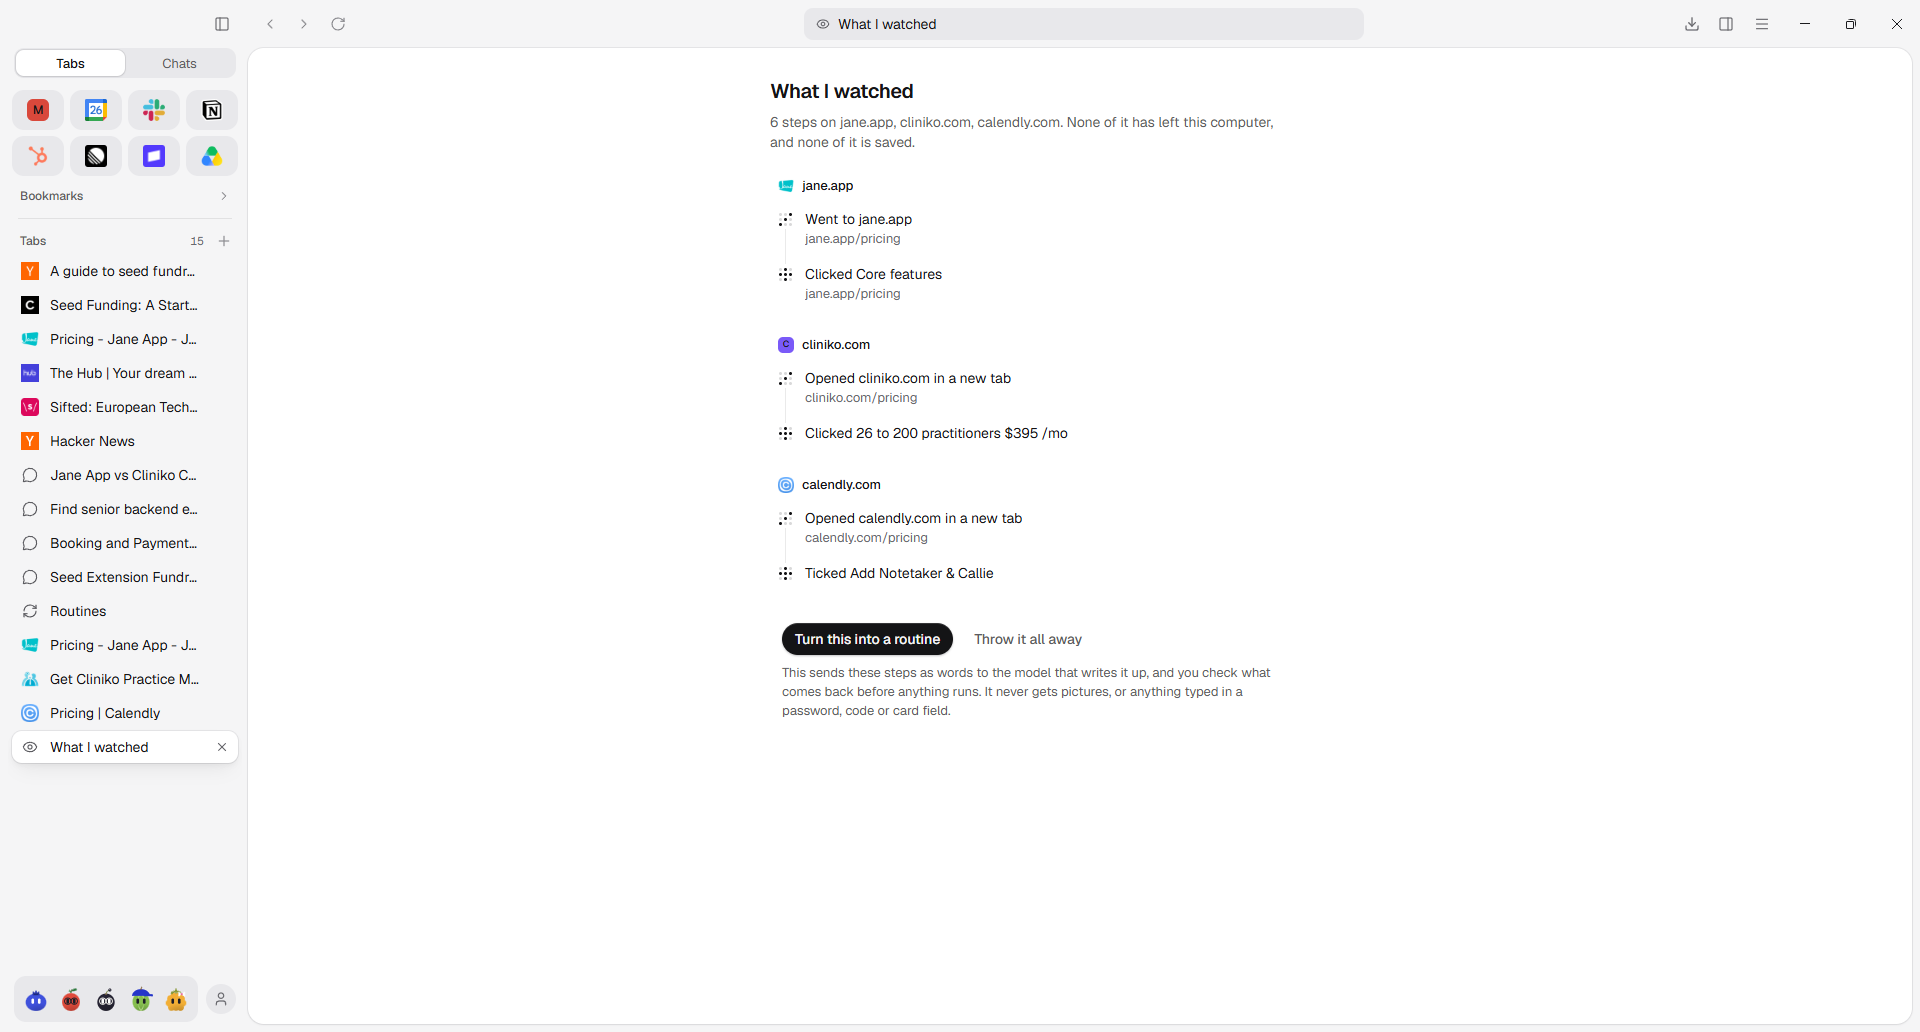 What I watched
Tabs
Chats
M
26
Bookmarks
Tabs
15
A guide to seed fundr...
Seed Funding: A Start...
Pricing - Jane App - J...
The Hub | Your dream ...
Sifted: European Tech...
Hacker News
Jane App vs Cliniko C...
Find senior backend e...
Booking and Payment...
Seed Extension Fundr...
Routines
Pricing - Jane App - J...
Get Cliniko Practice M...
Pricing | Calendly
What I watched
What I watched
6 steps on jane.app, cliniko.com, calendly.com. None of it has left this computer,
and none of it is saved.
jane.app
Went to jane.app
jane.app/pricing
Clicked Core features
jane.app/pricing
C
cliniko.com
Opened cliniko.com in a new tab
cliniko.com/pricing
Clicked 26 to 200 practitioners $395 /mo
calendly.com
Opened calendly.com in a new tab
calendly.com/pricing
Ticked Add Notetaker & Callie
Turn this into a routine
Throw it all away
This sends these steps as words to the model that writes it up, and you check what
comes back before anything runs. It never gets pictures, or anything typed in a
password, code or card field.